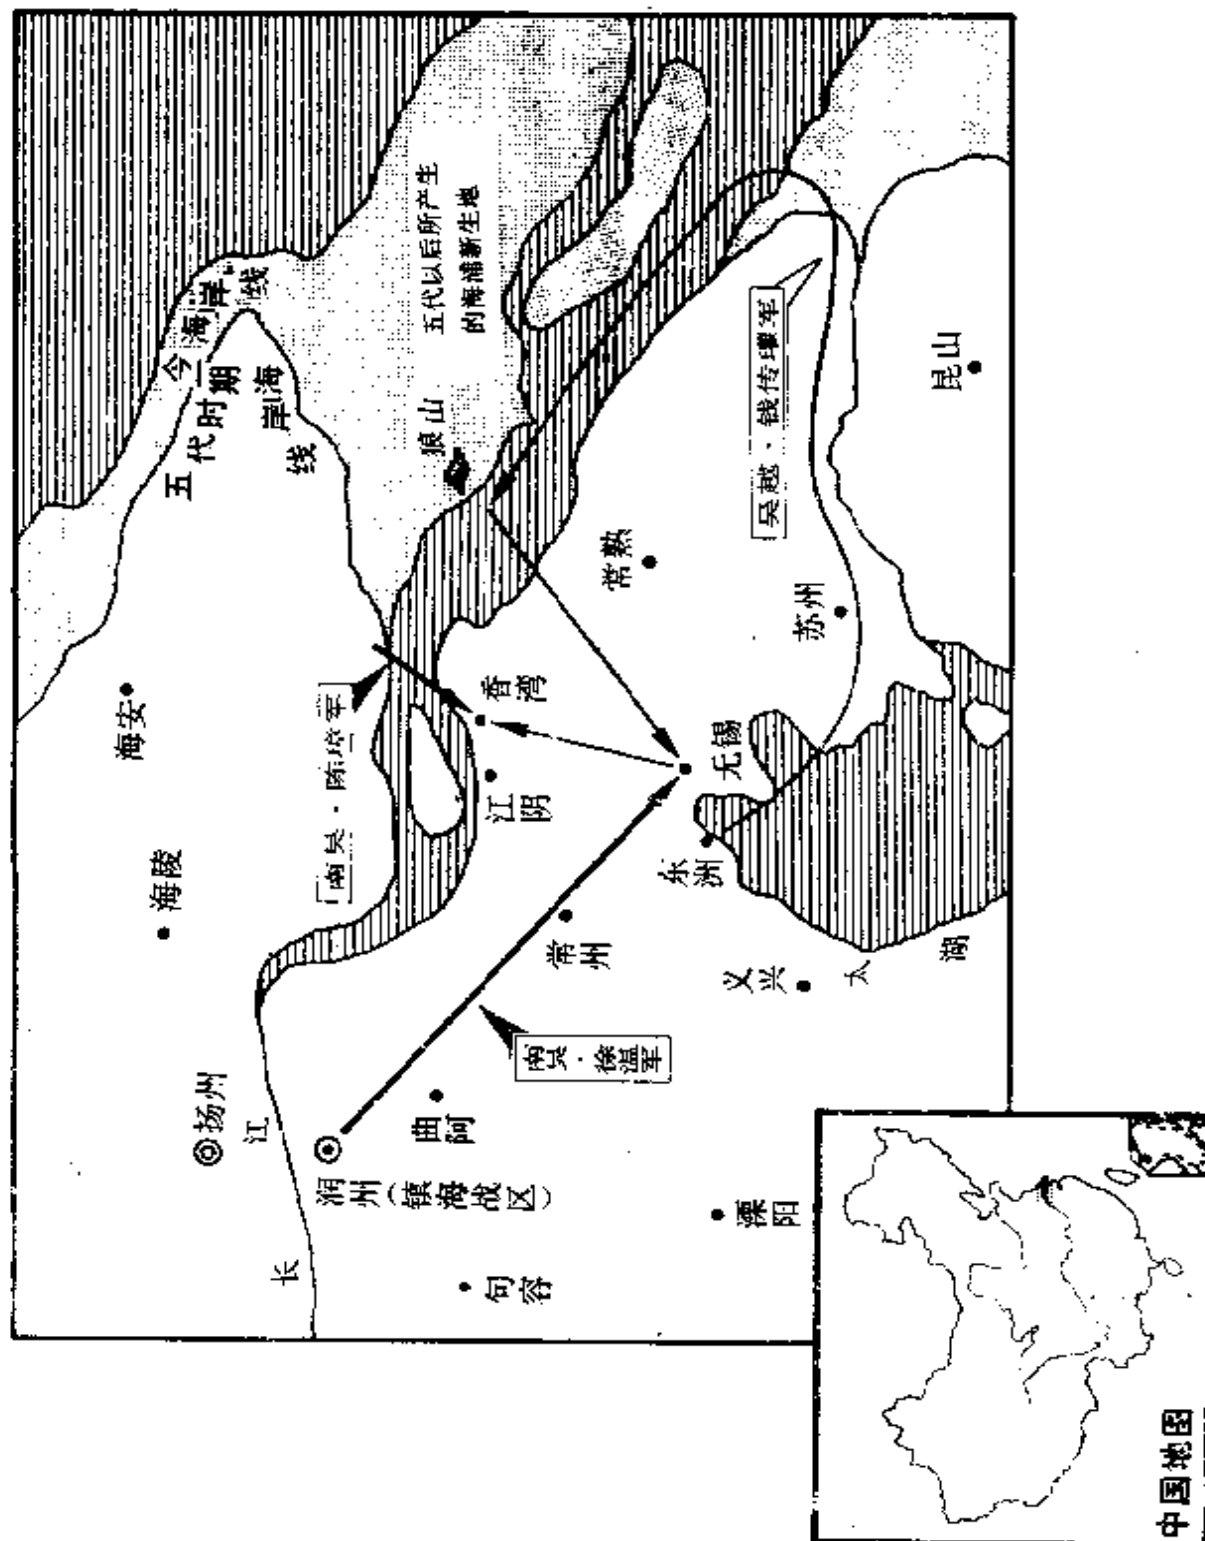 今海岸线
五代时期海岸线
五代以后所产生
的海浦新生地
狼山
海安
海陵
扬州
长江
润州（镇海战区）
句容
曲阿
溧阳
常州
义兴
太湖
东洲
无锡
江阴
香湾
常熟
苏州
昆山
南吴·陈璋军
南吴·徐温军
吴越·钱传瓘军
中国地图